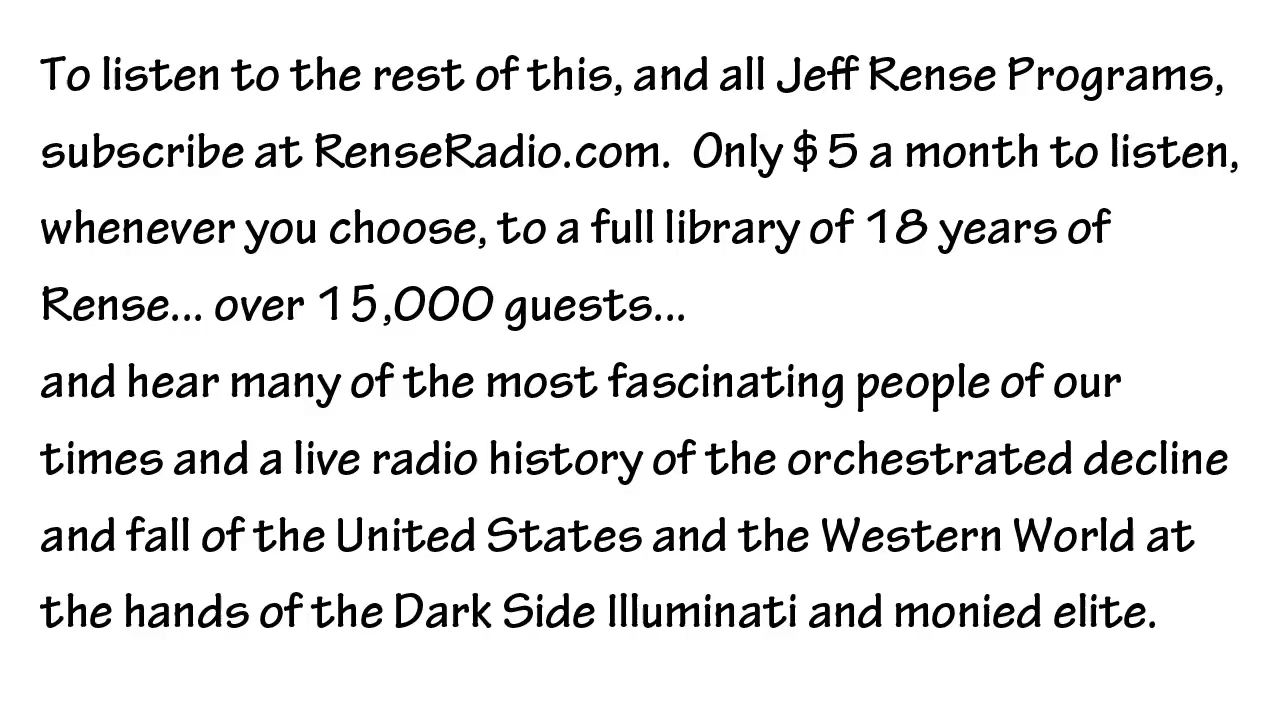 To listen to the rest of this, and all Jeff Rense Programs,
subscribe at RenseRadio.com.  Only $5 a month to listen,
whenever you choose, to a full library of 18 years of
Rense... over 15,000 guests...
and hear many of the most fascinating people of our
times and a live radio history of the orchestrated decline
and fall of the United States and the Western World at
the hands of the Dark Side Illuminati and monied elite.